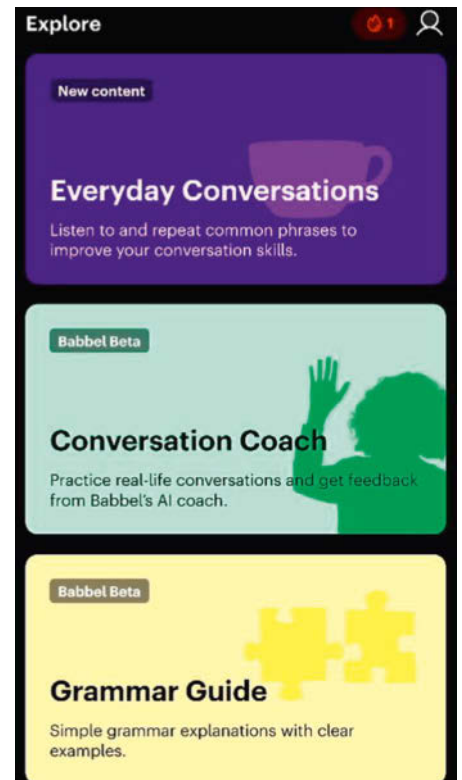 Explore
1
New content
Everyday Conversations
Listen to and repeat common phrases to
improve your conversation skills.
Babbel Beta
Conversation Coach
Practice real-life conversations and get feedback
from Babbel's AI coach.
Babbel Beta
Grammar Guide
Simple grammar explanations with clear
examples.